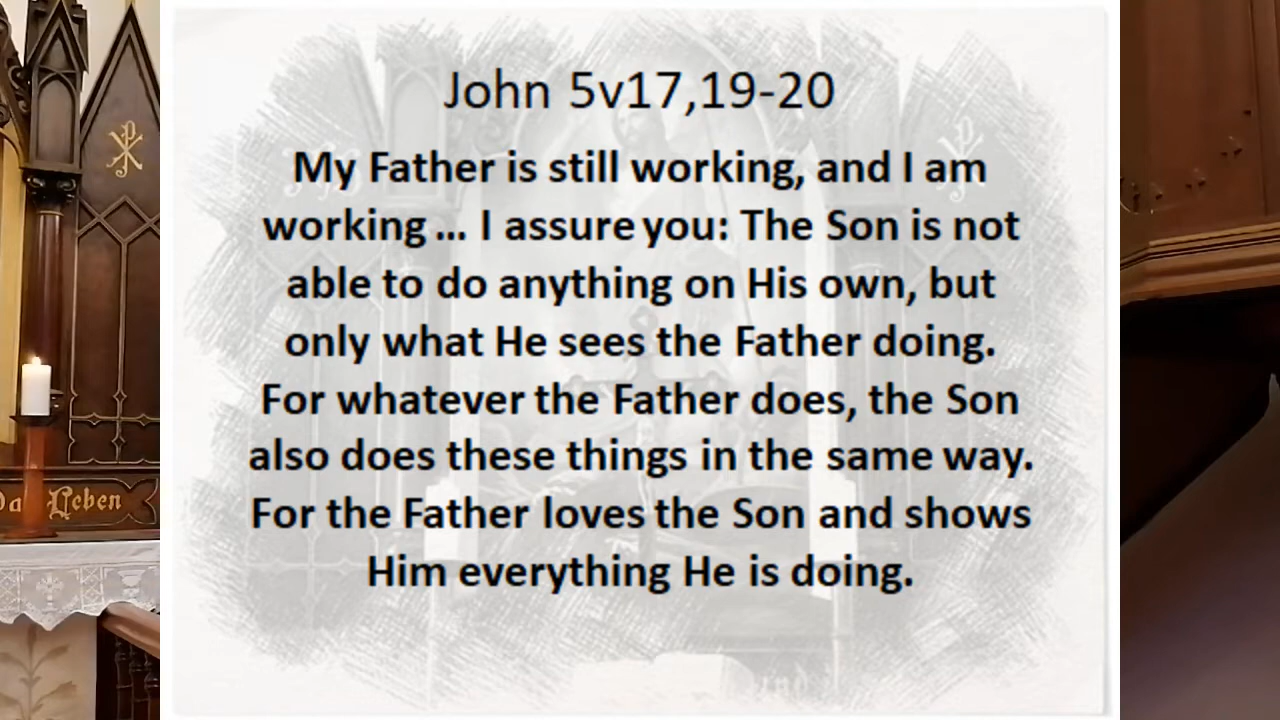 John 5v17,19-20
My Father is still working, and I am
working ... I assure you: The Son is not
able to do anything on His own, but
only what He sees the Father doing.
For whatever the Father does, the Son
also does these things in the same way.
For the Father loves the Son and shows
Him everything He is doing.
Da Leben